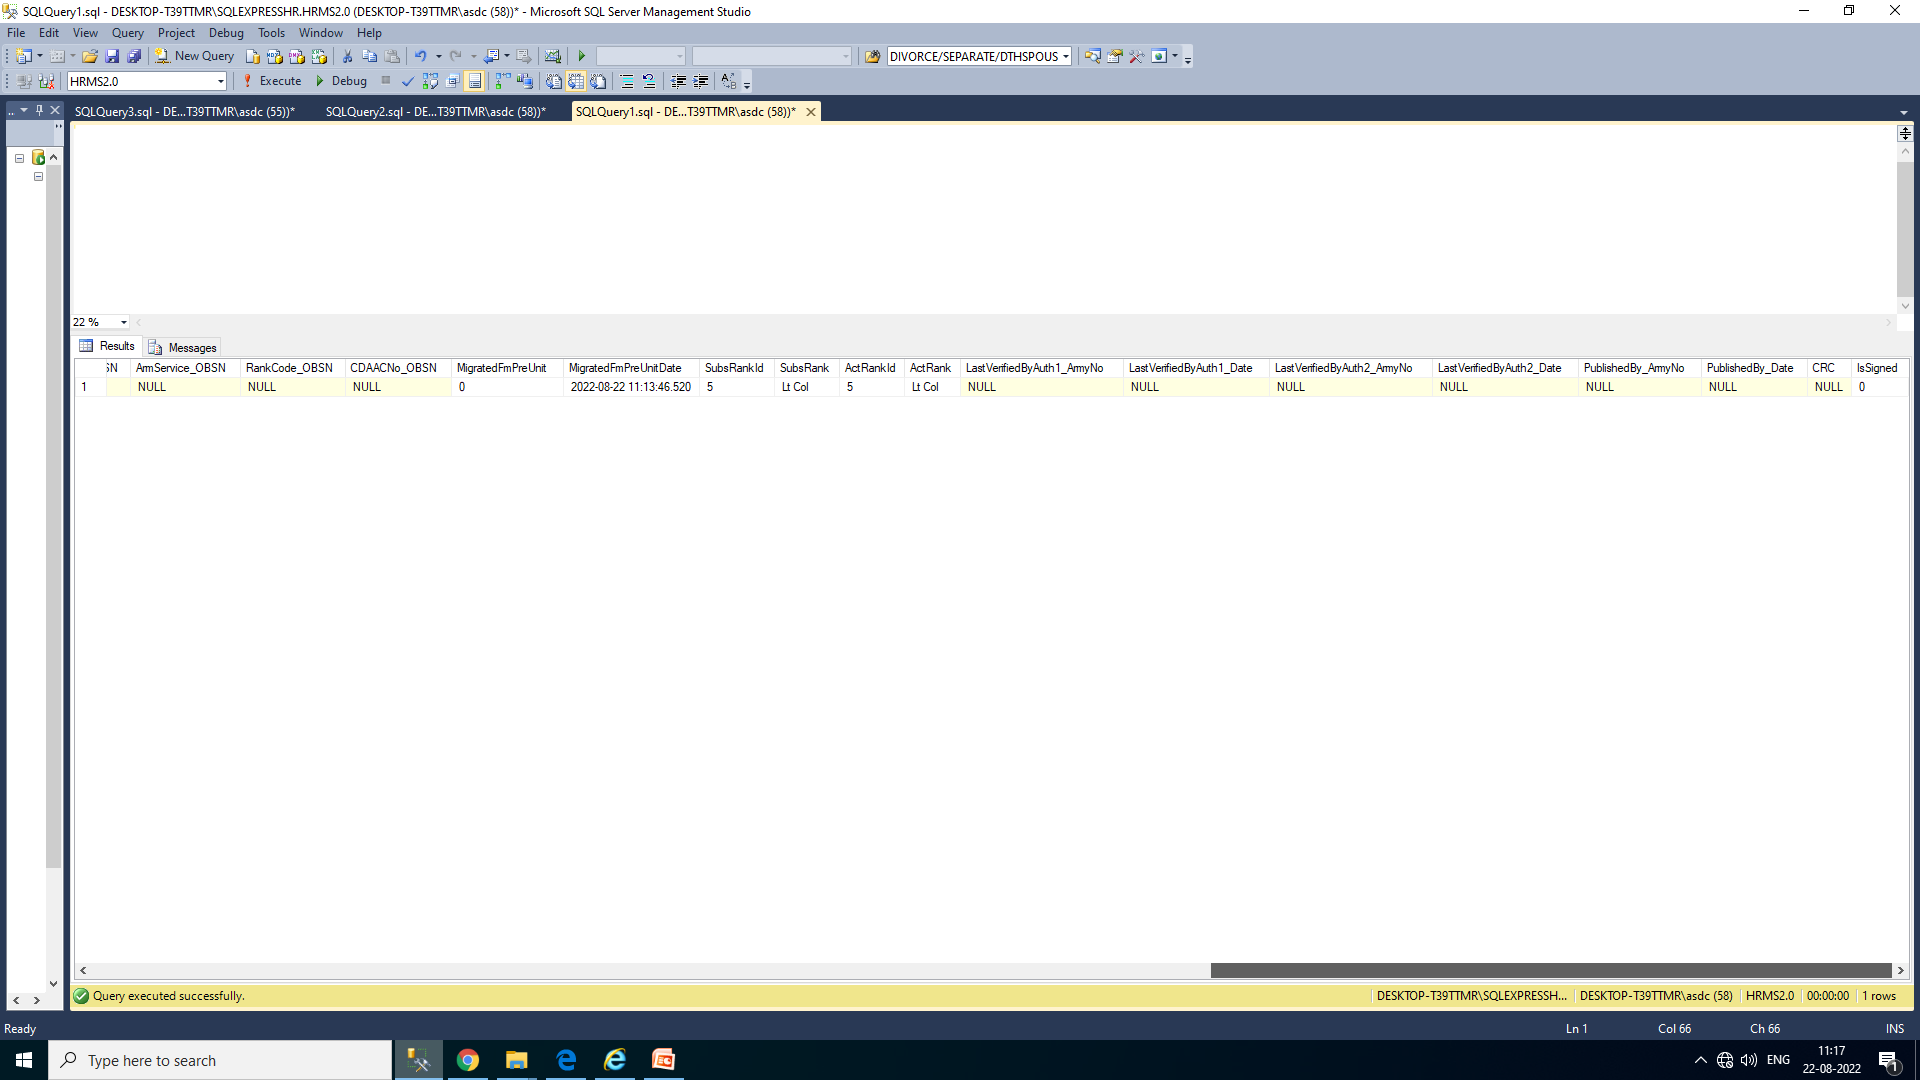 SQLQuery1.sql - DESKTOP-T39TTMR\SQLEXPRESSHR.HRMS2.0 (DESKTOP-T39TTMR\asdc (58))* - Microsoft SQL Server Management Studio
File Edit View Query Project Debug Tools Window Help
New Query DIVORCE/SEPARATE/DTHSPOUS
HRMS2.0 Execute Debug
SQLQuery3.sql - DE...T39TTMR\asdc (55))* SQLQuery2.sql - DE...T39TTMR\asdc (58))* SQLQuery1.sql - DE...T39TTMR\asdc (58))*
22 %
Results Messages
SN ArmService_OBSN RankCode_OBSN CDAACNo_OBSN MigratedFmPreUnit MigratedFmPreUnitDate SubsRankId SubsRank ActRankId ActRank LastVerifiedByAuth1_ArmyNo LastVerifiedByAuth1_Date LastVerifiedByAuth2_ArmyNo LastVerifiedByAuth2_Date PublishedBy_ArmyNo PublishedBy_Date CRC IsSigned
1 NULL NULL NULL 0 2022-08-22 11:13:46.520 5 Lt Col 5 Lt Col NULL NULL NULL NULL NULL NULL NULL 0
Query executed successfully. DESKTOP-T39TTMR\SQLEXPRESSH... DESKTOP-T39TTMR\asdc (58) HRMS2.0 00:00:00 1 rows
Ready Ln 1 Col 66 Ch 66 INS
Type here to search ENG 11:17
22-08-2022 1